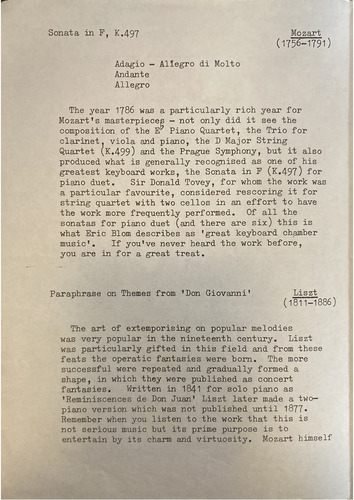 Sonata in F, K.497 Mozart
(1756-1791)
Adagio - Allegro di Molto
Andante
Allegro
The year 1786 was a particularly rich year for
Mozart's masterpieces - not only did it see the
composition of the E♭ Piano Quartet, the Trio for
clarinet, viola and piano, the D Major String
Quartet (K.499) and the Prague Symphony, but it also
produced what is generally recognised as one of his
greatest keyboard works, the Sonata in F (K.497) for
piano duet. Sir Donald Tovey, for whom the work was
a particular favourite, considered rescoring it for
string quartet with two cellos in an effort to have
the work more frequently performed. Of all the
sonatas for piano duet (and there are six) this is
what Eric Blom describes as 'great keyboard chamber
music'. If you've never heard the work before,
you are in for a great treat.
Paraphrase on Themes from 'Don Giovanni' Liszt
(1811-1886)
The art of extemporising on popular melodies
was very popular in the nineteenth century. Liszt
was particularly gifted in this field and from these
feats the operatic fantasies were born. The more
successful were repeated and gradually formed a
shape, in which they were published as concert
fantasies. Written in 1841 for solo piano as
'Reminiscences de Don Juan' Liszt later made a two-
piano version which was not published until 1877.
Remember when you listen to the work that this is
not serious music but its prime purpose is to
entertain by its charm and virtuosity. Mozart himself